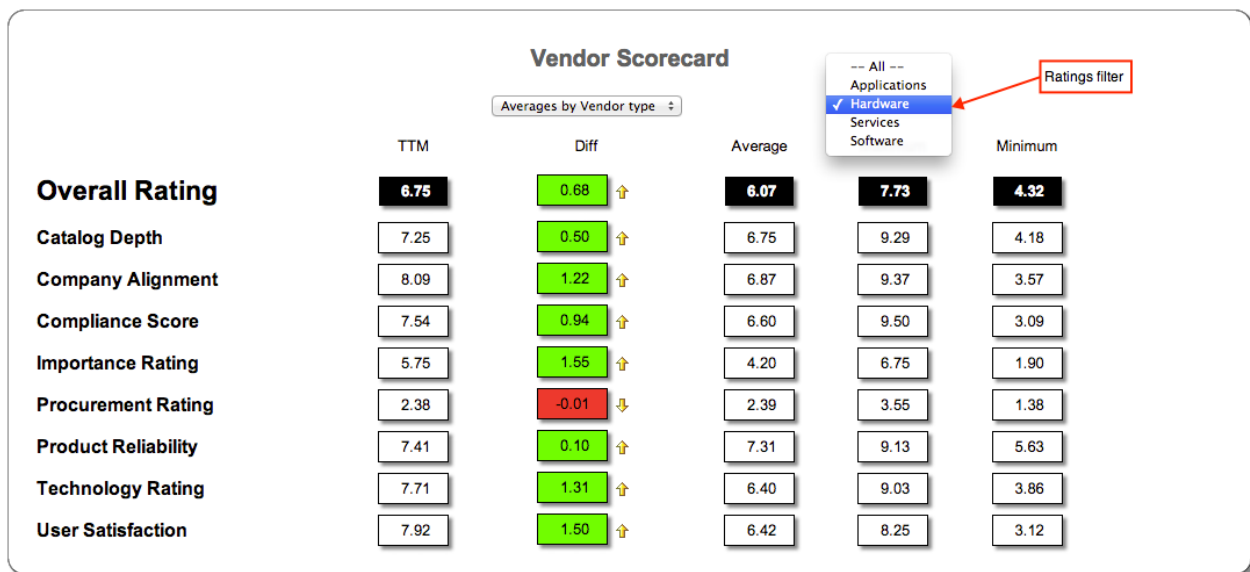 Vendor Scorecard
-- All --
Applications
✓ Hardware
Services
Software
Ratings filter
Averages by Vendor type
TTM Diff Average Minimum
Overall Rating 6.75 0.68 6.07 7.73 4.32
Catalog Depth 7.25 0.50 6.75 9.29 4.18
Company Alignment 8.09 1.22 6.87 9.37 3.57
Compliance Score 7.54 0.94 6.60 9.50 3.09
Importance Rating 5.75 1.55 4.20 6.75 1.90
Procurement Rating 2.38 -0.01 2.39 3.55 1.38
Product Reliability 7.41 0.10 7.31 9.13 5.63
Technology Rating 7.71 1.31 6.40 9.03 3.86
User Satisfaction 7.92 1.50 6.42 8.25 3.12